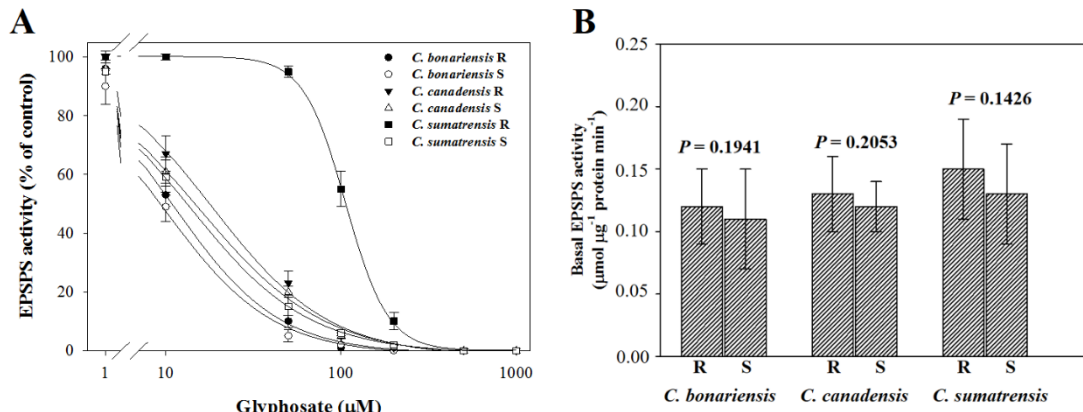 A
EPSPS activity (% of control)
100
80
60
40
20
0
1
10
100
1000
Glyphosate (µM)
C. bonariensis R
C. bonariensis S
C. canadensis R
C. canadensis S
C. sumatrensis R
C. sumatrensis S
B
Basal EPSPS activity
(µmol µg⁻¹ protein min⁻¹)
0.25
0.20
0.15
0.10
0.05
0.00
P = 0.1941
P = 0.2053
P = 0.1426
R S R S R S
C. bonariensis C. canadensis C. sumatrensis